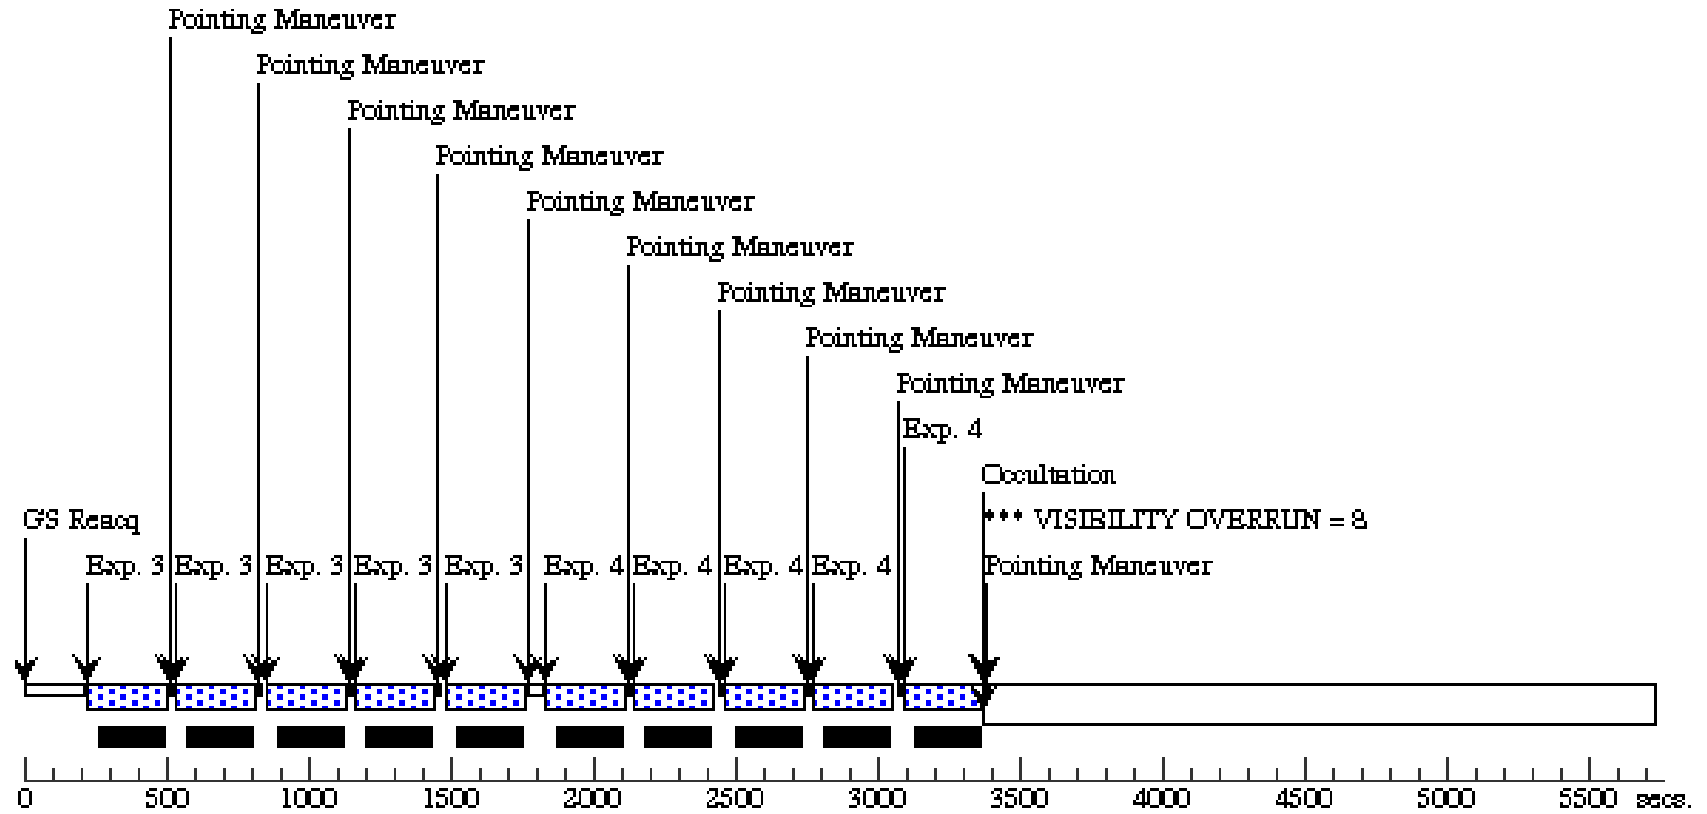 Pointing Maneuver
Pointing Maneuver
Pointing Maneuver
Pointing Maneuver
Pointing Maneuver
Pointing Maneuver
Pointing Maneuver
Pointing Maneuver
Pointing Maneuver
Exp. 4
Occultation
GS Reacq *** VISIBILITY OVERRUN = 8
Exp. 3 Exp. 3 Exp. 3 Exp. 3 Exp. 3 Exp. 4 Exp. 4 Exp. 4 Exp. 4 Pointing Maneuver
0 500 1000 1500 2000 2500 3000 3500 4000 4500 5000 5500 secs.